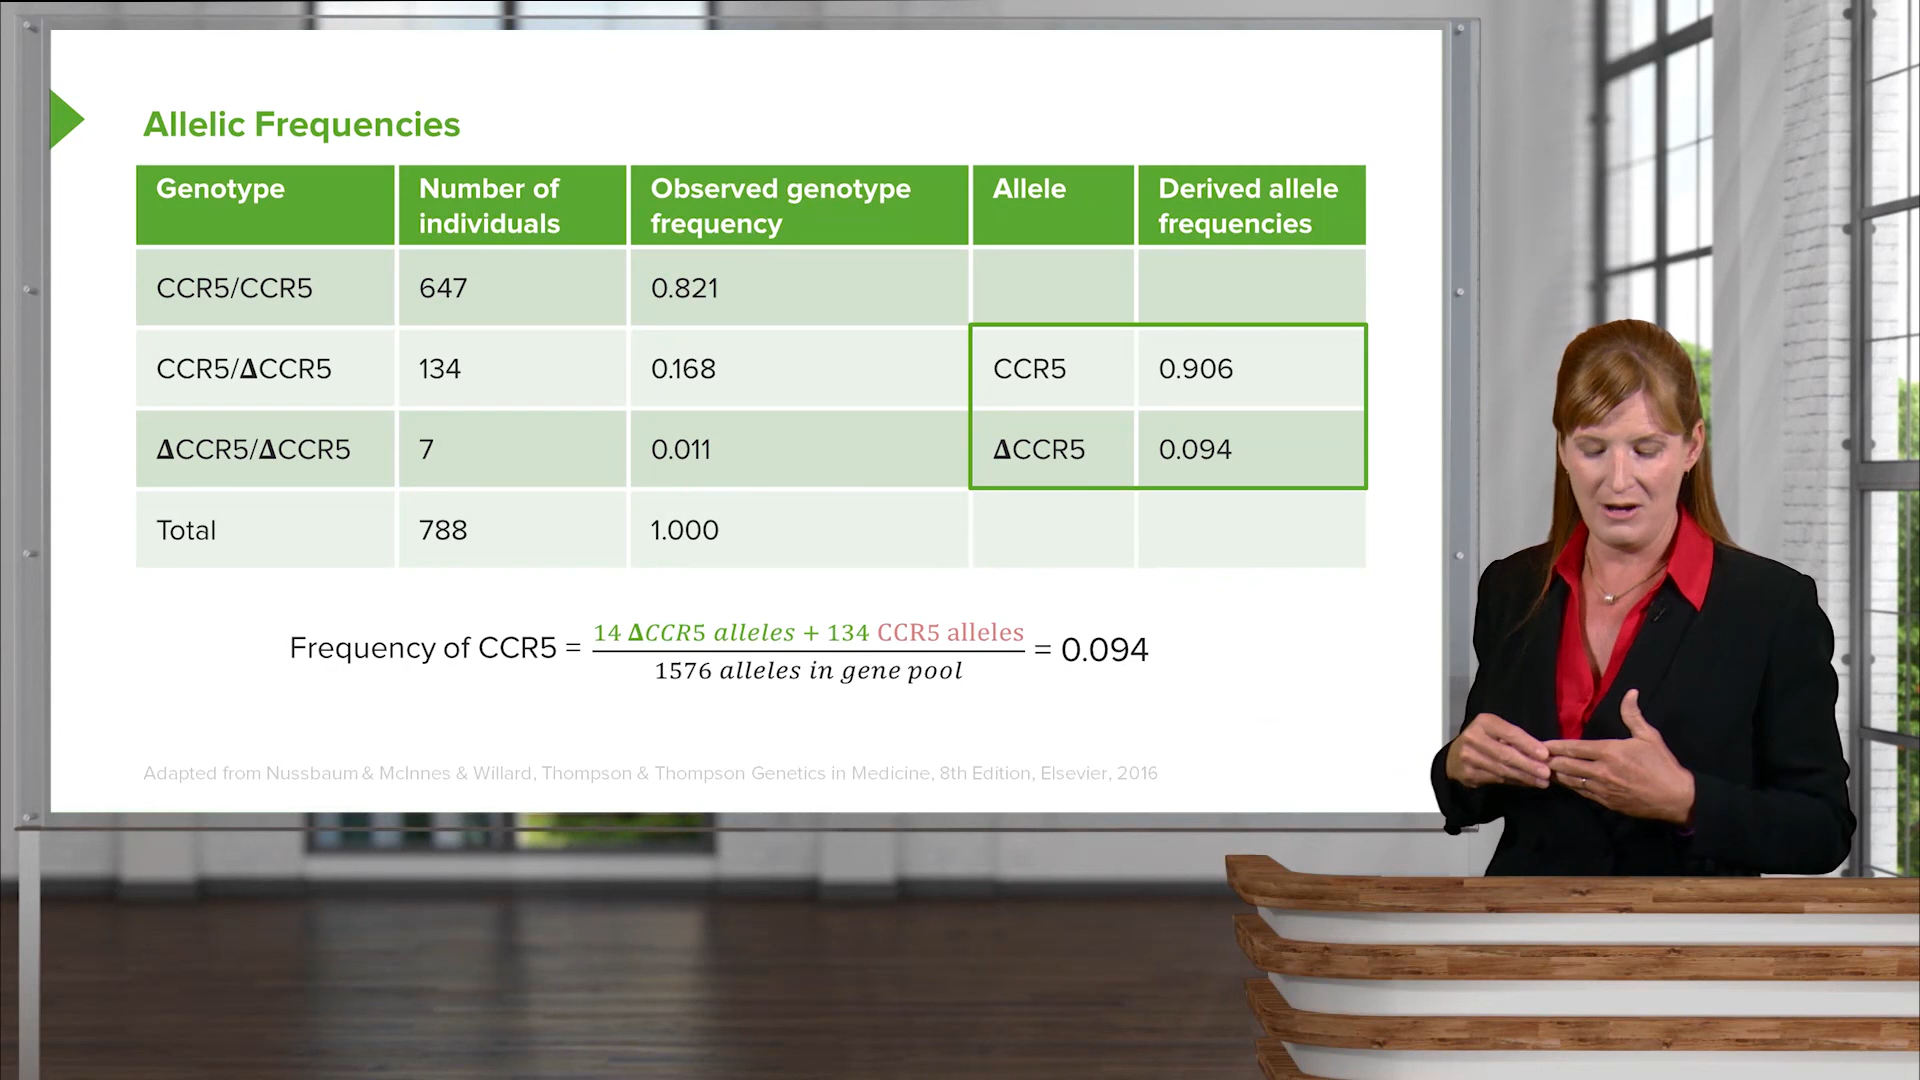 Allelic Frequencies
Genotype Number of individuals Observed genotype frequency Allele Derived allele frequencies
CCR5/CCR5 647 0.821
CCR5/ΔCCR5 134 0.168 CCR5 0.906
ΔCCR5/ΔCCR5 7 0.011 ΔCCR5 0.094
Total 788 1.000
Frequency of CCR5 = 14 ΔCCR5 alleles + 134 CCR5 alleles / 1576 alleles in gene pool = 0.094
Adapted from Nussbaum & McInnes & Willard, Thompson & Thompson Genetics in Medicine, 8th Edition, Elsevier, 2016